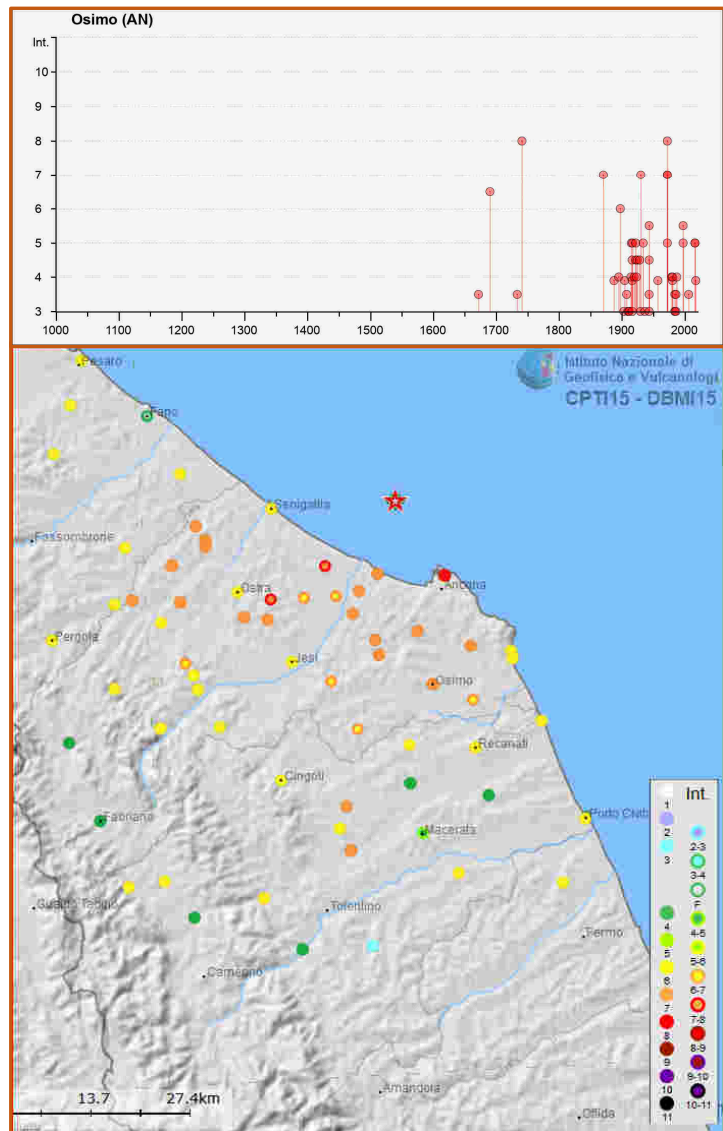 Osimo (AN)
Int.
10
9
8
7
6
5
4
3
1000 1100 1200 1300 1400 1500 1600 1700 1800 1900 2000
Istituto Nazionale di
Geofisica e Vulcanologi
CPTI15 - DBMI15
Pesaro
Fano
Senigallia
Fossombrone
Ancona
Ostra
Pergola
Jesi
Osimo
Recanati
Cingoli
Fabriano
Macerata
Porto Civit
Gualdo Tadino
Tolentino
Fermo
Camerino
Amandola
Offida
13.7 27.4km
Int.
1
2 2-3
3 3-4
F
4 4-5
5 5-6
6 6-7
7 7-8
8 8-9
9 9-10
10 10-11
11